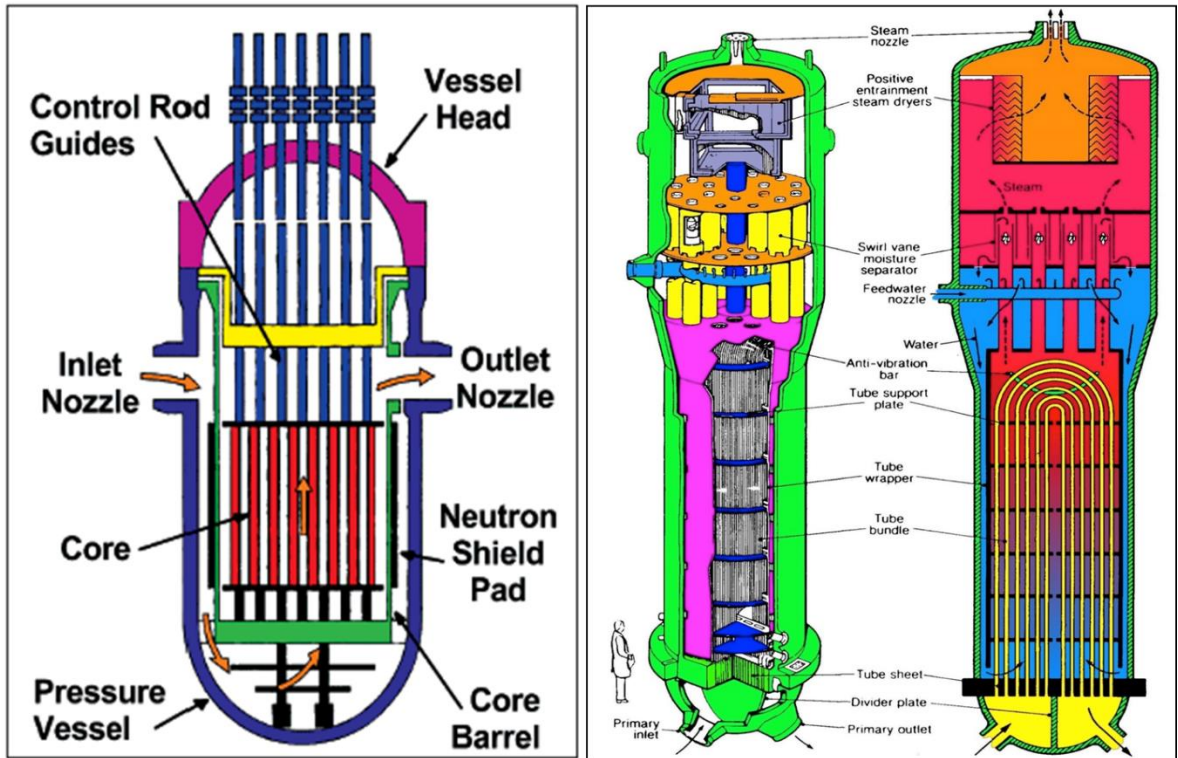 Control Rod
Guides
Vessel
Head
Inlet
Nozzle
Outlet
Nozzle
Core
Neutron
Shield
Pad
Pressure
Vessel
Core
Barrel
Steam
nozzle
Positive
entrainment
steam dryers
Steam
Swirl vane
moisture
separator
Feedwater
nozzle
Water
Anti-vibration
bar
Tube support
plate
Tube
wrapper
Tube
bundle
Tube sheet
Divider plate
Primary
inlet
Primary outlet